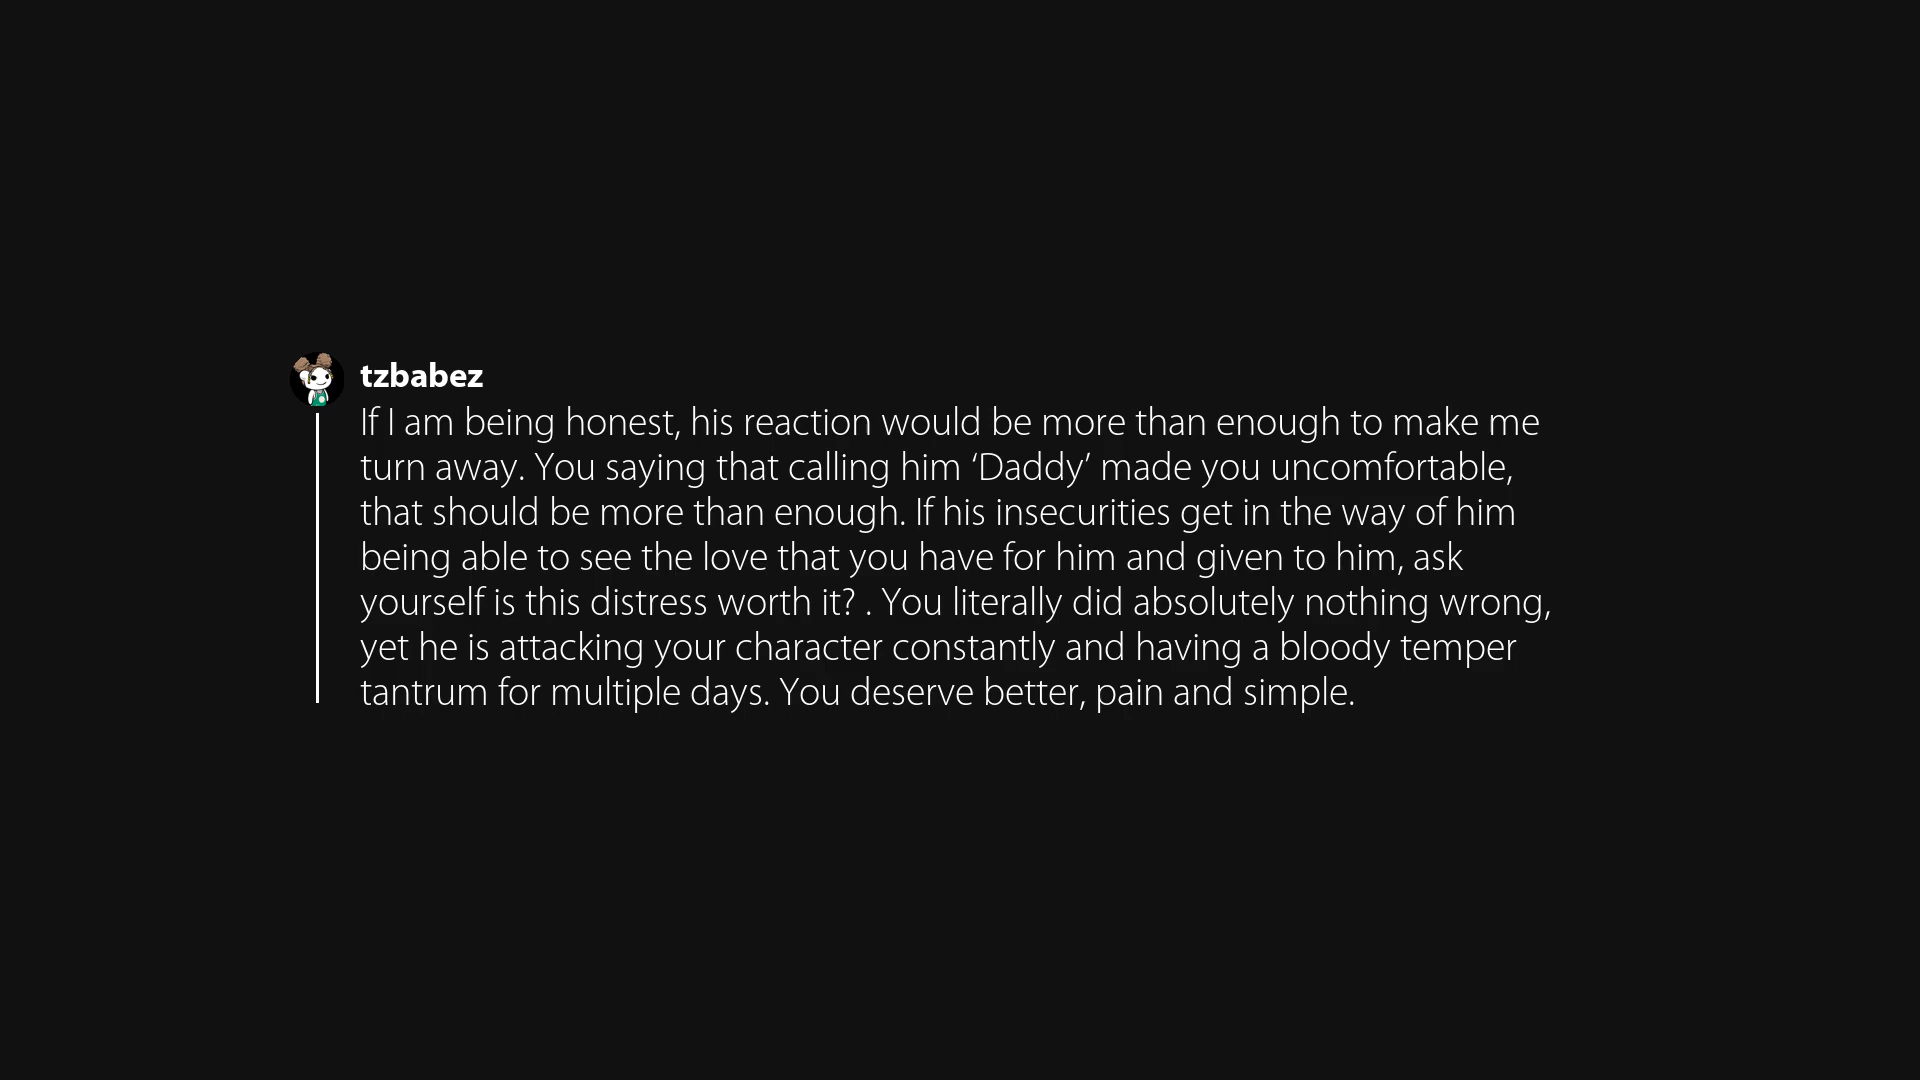 tzbabez
If I am being honest, his reaction would be more than enough to make me
turn away. You saying that calling him ‘Daddy’ made you uncomfortable,
that should be more than enough. If his insecurities get in the way of him
being able to see the love that you have for him and given to him, ask
yourself is this distress worth it? . You literally did absolutely nothing wrong,
yet he is attacking your character constantly and having a bloody temper
tantrum for multiple days. You deserve better, pain and simple.